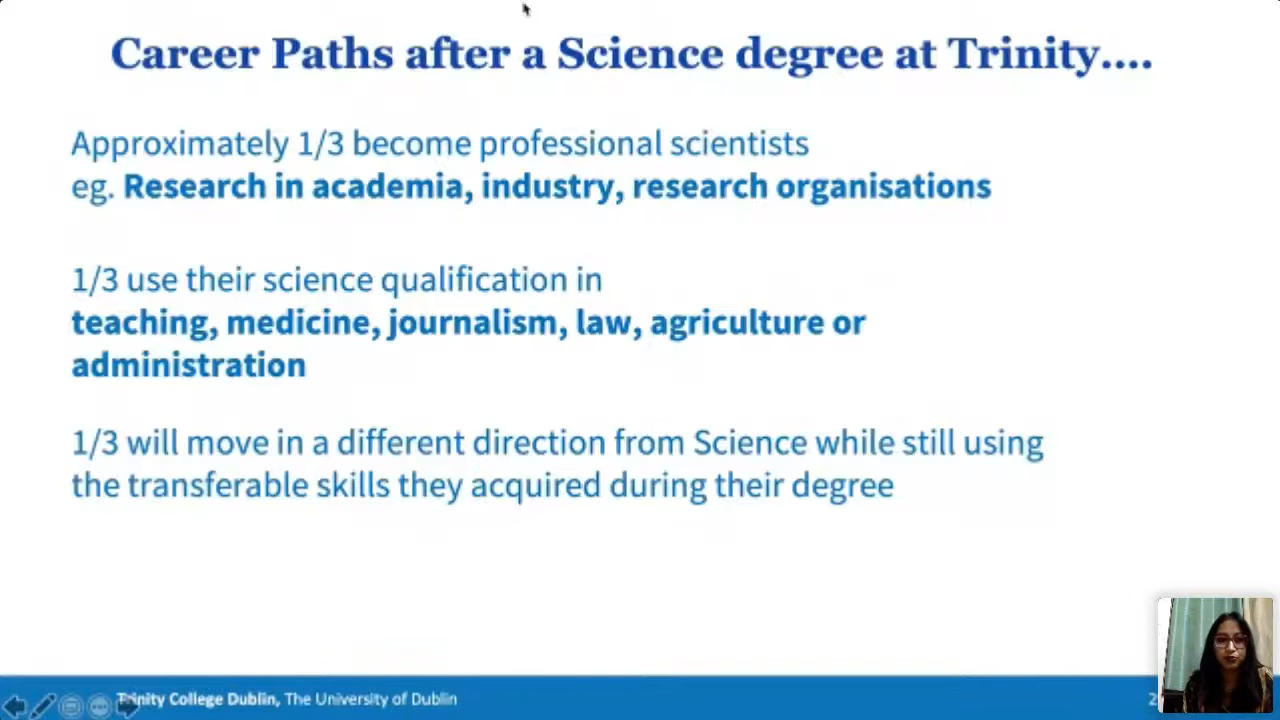 Career Paths after a Science degree at Trinity....
Approximately 1/3 become professional scientists
eg. Research in academia, industry, research organisations
1/3 use their science qualification in
teaching, medicine, journalism, law, agriculture or
administration
1/3 will move in a different direction from Science while still using
the transferable skills they acquired during their degree
Trinity College Dublin, The University of Dublin